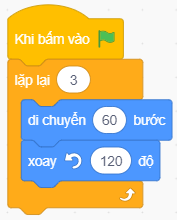 Khi bấm vào
lặp lại 3
di chuyển 60 bước
xoay 120 độ